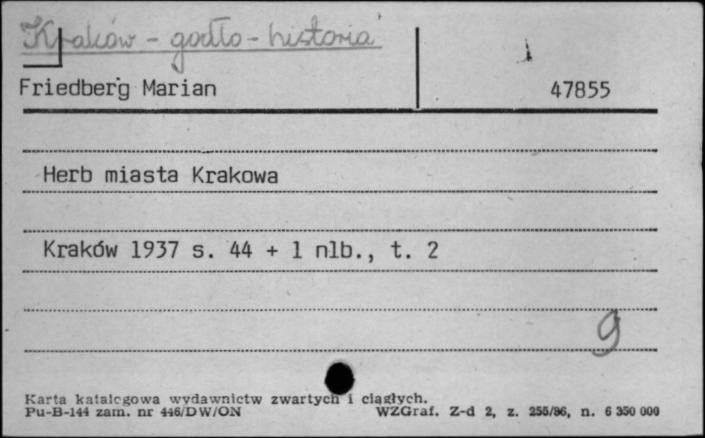 Kraków - godło - historia
Friedberg Marian 47855
Herb miasta Krakowa
Kraków 1937 s. 44 + 1 nlb., t. 2
9
Karta katalogowa wydawnictw zwartych i ciągłych.
Pu-B-144 zam. nr 446/DW/ON WZGraf. Z-d 2, z. 255/86, n. 6 350 000